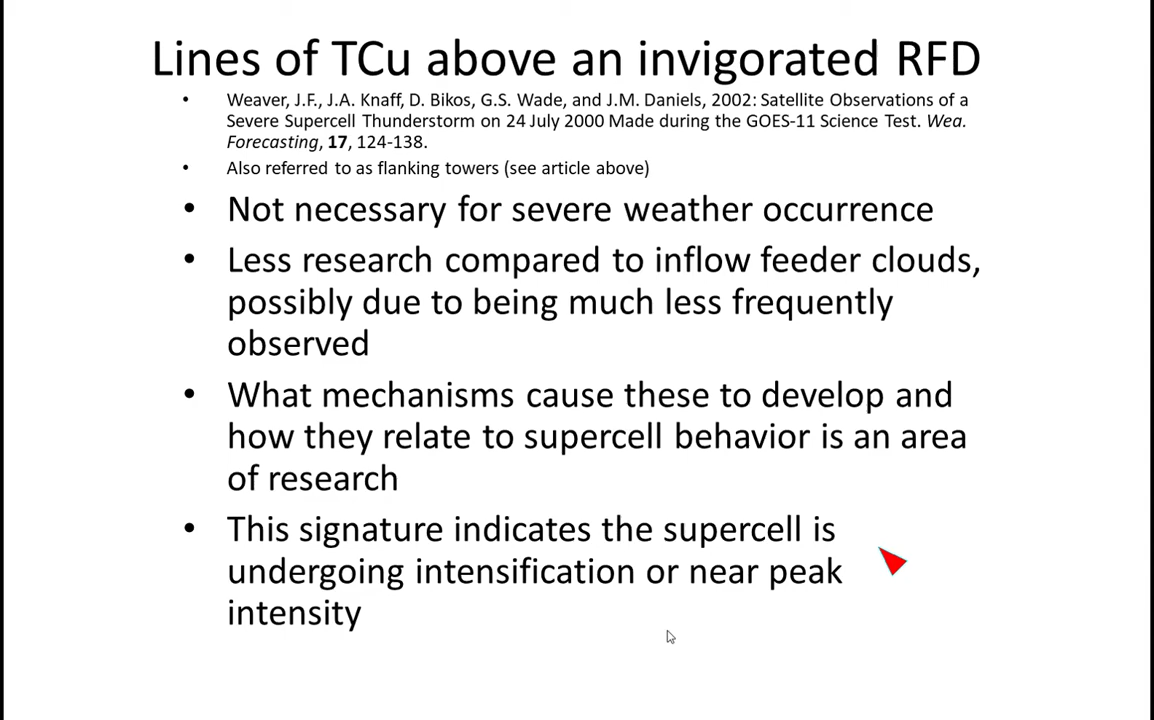 Lines of TCu above an invigorated RFD
• Weaver, J.F., J.A. Knaff, D. Bikos, G.S. Wade, and J.M. Daniels, 2002: Satellite Observations of a
Severe Supercell Thunderstorm on 24 July 2000 Made during the GOES-11 Science Test. Wea.
Forecasting, 17, 124-138.
• Also referred to as flanking towers (see article above)
• Not necessary for severe weather occurrence
• Less research compared to inflow feeder clouds,
possibly due to being much less frequently
observed
• What mechanisms cause these to develop and
how they relate to supercell behavior is an area
of research
• This signature indicates the supercell is
undergoing intensification or near peak
intensity